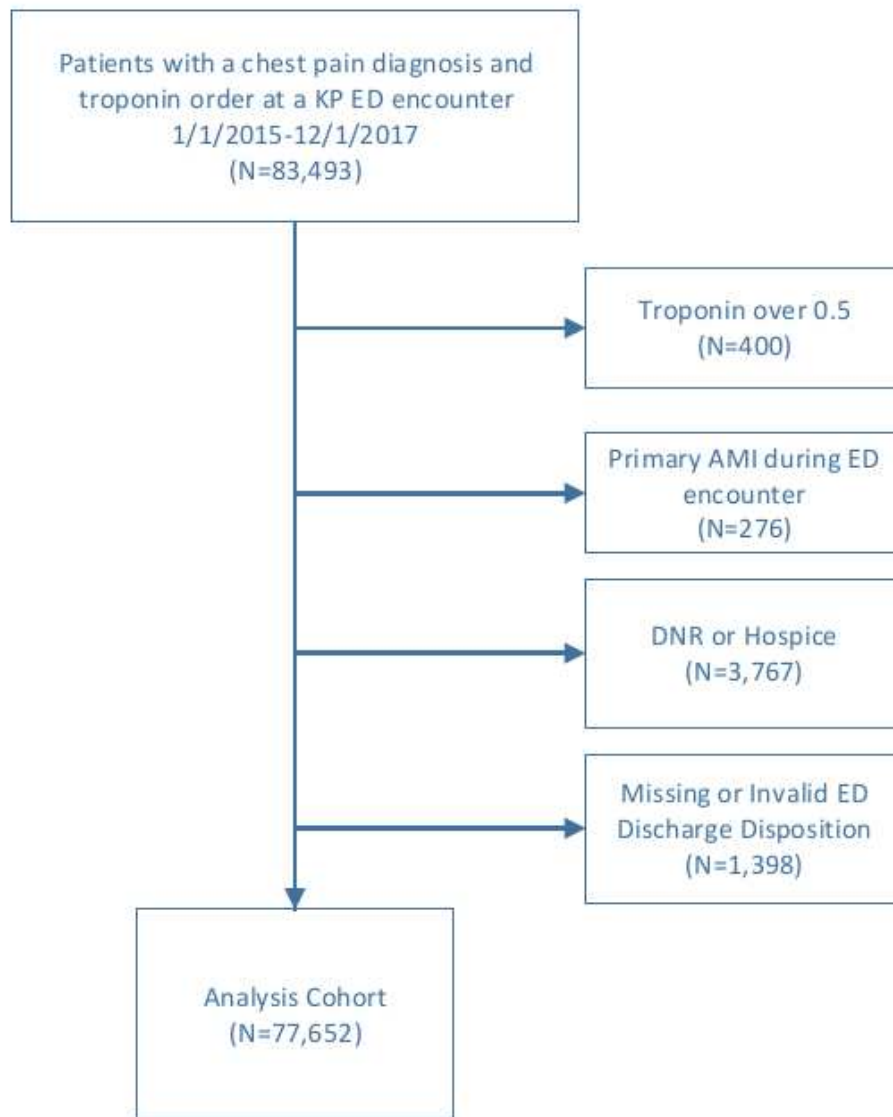 Patients with a chest pain diagnosis and
troponin order at a KP ED encounter
1/1/2015-12/1/2017
(N=83,493)
Troponin over 0.5
(N=400)
Primary AMI during ED
encounter
(N=276)
DNR or Hospice
(N=3,767)
Missing or Invalid ED
Discharge Disposition
(N=1,398)
Analysis Cohort
(N=77,652)